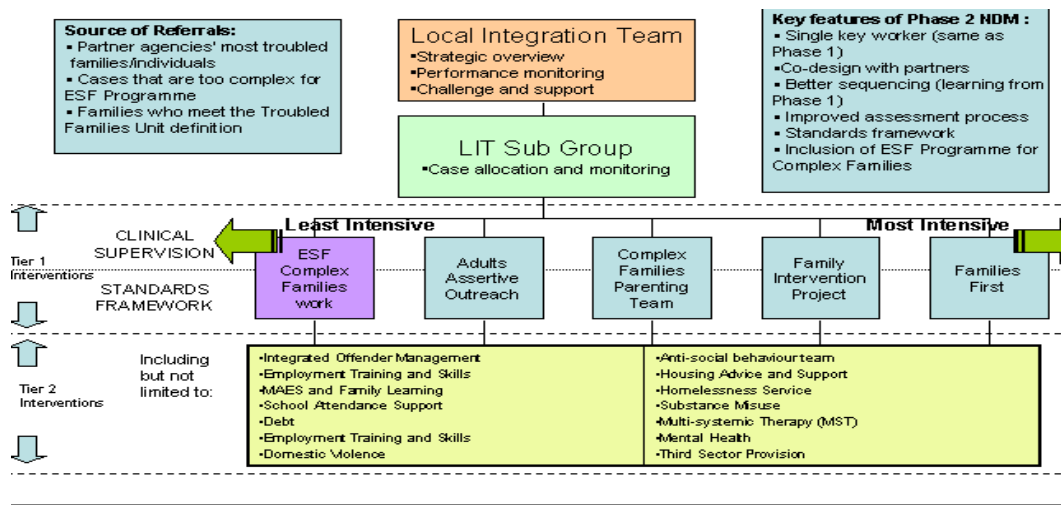 Source of Referrals:
▪ Partner agencies' most troubled
families/individuals
▪ Cases that are too complex for
ESF Programme
▪ Families who meet the Troubled
Families Unit definition
Local Integration Team
▪Strategic overview
▪Performance monitoring
▪Challenge and support
Key features of Phase 2 NDM :
▪ Single key worker (same as
Phase 1)
▪Co-design with partners
▪ Better sequencing (learning from
Phase 1)
▪ Improved assessment process
▪ Standards framework
▪ Inclusion of ESF Programme for
Complex Families
LIT Sub Group
▪Case allocation and monitoring
Least Intensive
Most Intensive
Tier 1
Interventions
CLINICAL
SUPERVISION
STANDARDS
FRAMEWORK
ESF
Complex
Families
work
Adults
Assertive
Outreach
Complex
Families
Parenting
Team
Family
Intervention
Project
Families
First
Tier 2
Interventions
Including
but not
limited to:
▪Integrated Offender Management
▪Employment Training and Skills
▪MAES and Family Learning
▪School Attendance Support
▪Debt
▪Employment Training and Skills
▪Domestic Violence
▪Anti-social behaviour team
▪Housing Advice and Support
▪Homelessness Service
▪Substance Misuse
▪Multi-systemic Therapy (MST)
▪Mental Health
▪Third Sector Provision